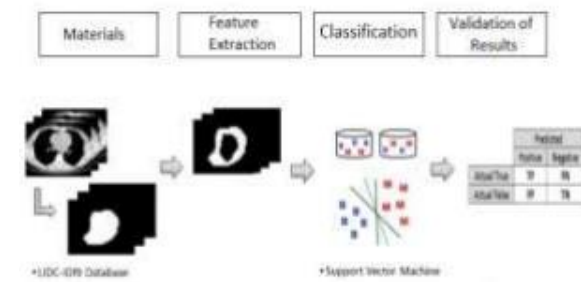 Materials
Feature
Extraction
Classification
Validation of
Results
Predicted
Positive Negative
Actual True TP FN
Actual False FP TN
•LIDC-IDRI Database
•Support Vector Machine